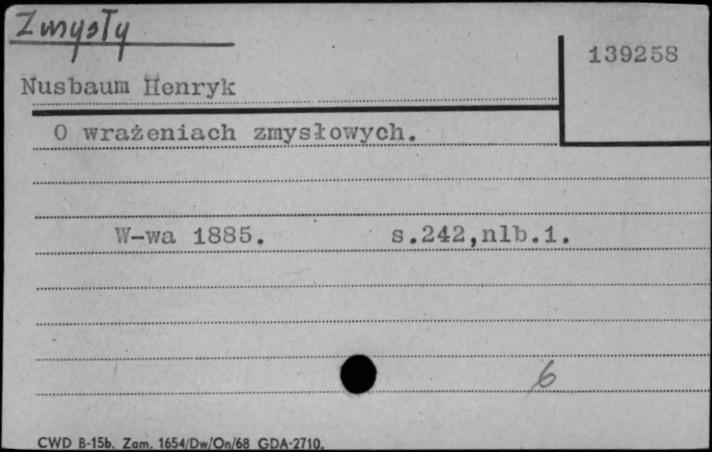 Zmysły
139258
Nusbaum Henryk
O wrażeniach zmysłowych.
W-wa 1885. s.242,nlb.1.
6
CWD B-15b. Zam. 1654/Dw/On/68 GDA-2710.